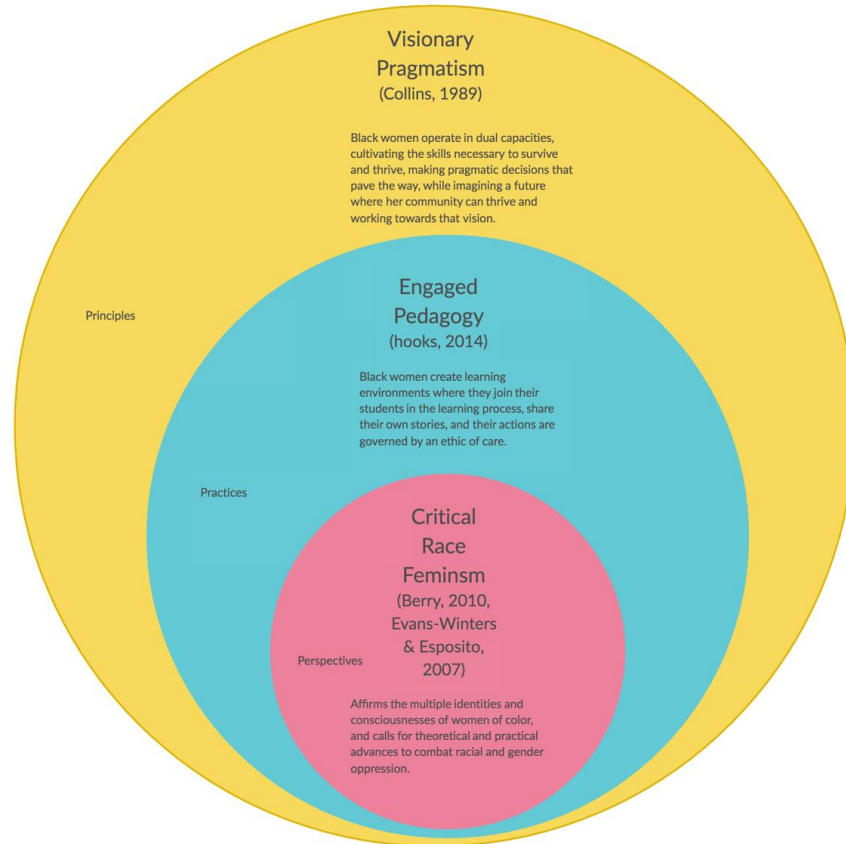 Visionary
Pragmatism
(Collins, 1989)
Black women operate in dual capacities,
cultivating the skills necessary to survive
and thrive, making pragmatic decisions that
pave the way, while imagining a future
where her community can thrive and
working towards that vision.
Principles
Engaged
Pedagogy
(hooks, 2014)
Black women create learning
environments where they join their
students in the learning process, share
their own stories, and their actions are
governed by an ethic of care.
Practices
Critical
Race
Feminsm
(Berry, 2010,
Evans-Winters
& Esposito,
2007)
Perspectives
Affirms the multiple identities and
consciousnesses of women of color,
and calls for theoretical and practical
advances to combat racial and gender
oppression.